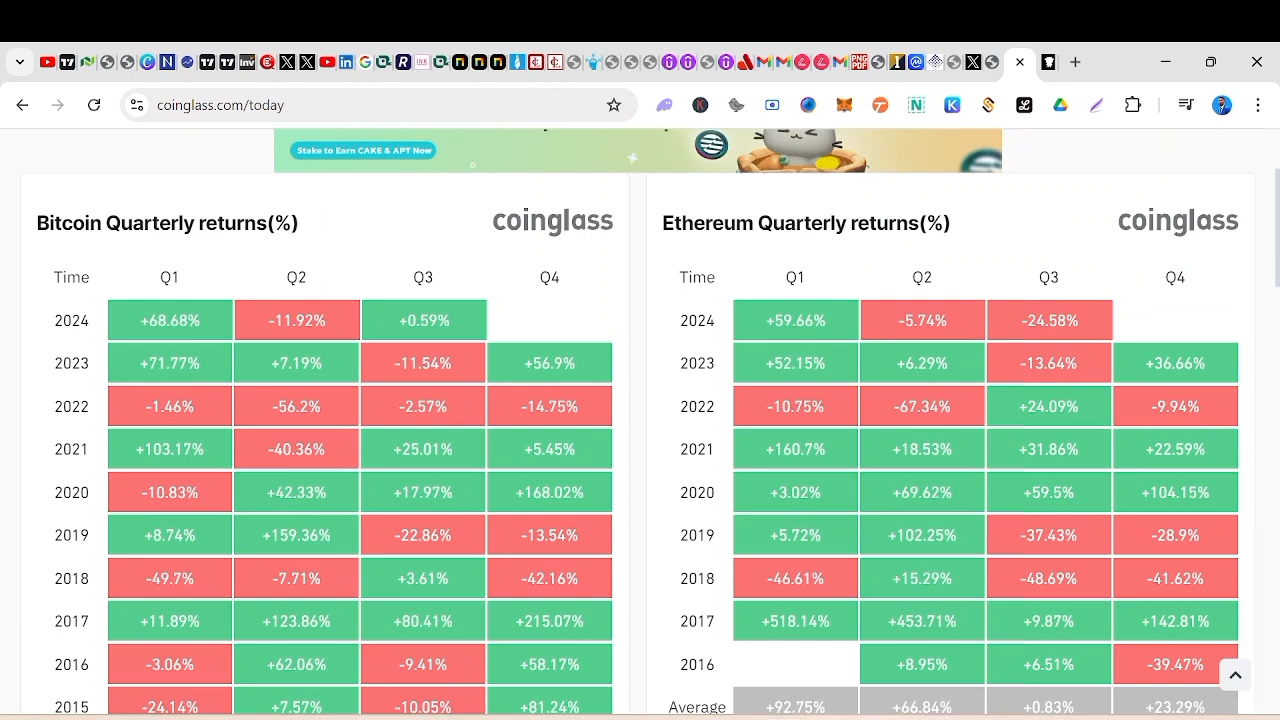 coinglass.com/today
Stake to Earn CAKE & APT Now
Bitcoin Quarterly returns(%) coinglass
Time Q1 Q2 Q3 Q4
2024 +68.68% -11.92% +0.59%
2023 +71.77% +7.19% -11.54% +56.9%
2022 -1.46% -56.2% -2.57% -14.75%
2021 +103.17% -40.36% +25.01% +5.45%
2020 -10.83% +42.33% +17.97% +168.02%
2019 +8.74% +159.36% -22.86% -13.54%
2018 -49.7% -7.71% +3.61% -42.16%
2017 +11.89% +123.86% +80.41% +215.07%
2016 -3.06% +62.06% -9.41% +58.17%
2015 -24.14% +7.57% -10.05% +81.24%
Ethereum Quarterly returns(%) coinglass
Time Q1 Q2 Q3 Q4
2024 +59.66% -5.74% -24.58%
2023 +52.15% +6.29% -13.64% +36.66%
2022 -10.75% -67.34% +24.09% -9.94%
2021 +160.7% +18.53% +31.86% +22.59%
2020 +3.02% +69.62% +59.5% +104.15%
2019 +5.72% +102.25% -37.43% -28.9%
2018 -46.61% +15.29% -48.69% -41.62%
2017 +518.14% +453.71% +9.87% +142.81%
2016 +8.95% +6.51% -39.47%
Average +92.75% +66.84% +0.83% +23.29%